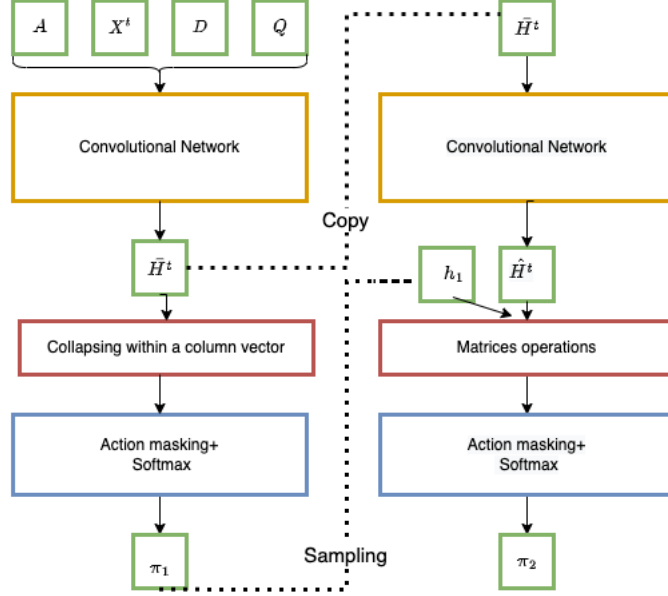 A X^t D Q H̄^t
Convolutional Network
Convolutional Network
Copy
H̄^t
h_1
Ĥ^t
Collapsing within a column vector
Matrices operations
Action masking+
Softmax
Action masking+
Softmax
Sampling
π_1
π_2